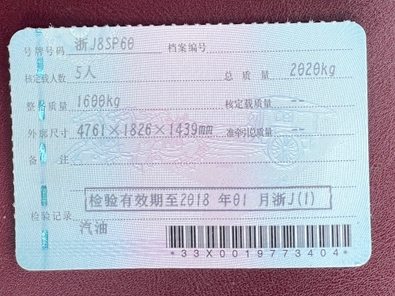 号牌号码 浙J8SP60 档案编号
核定载人数 5人 总质量 2020kg
整备质量 1600kg 核定载质量 --
外廓尺寸 4761×1826×1439mm 准牵引总质量 --
备注
检验有效期至2018 年01 月浙J(1)
检验记录
汽油
*33X0019773404*